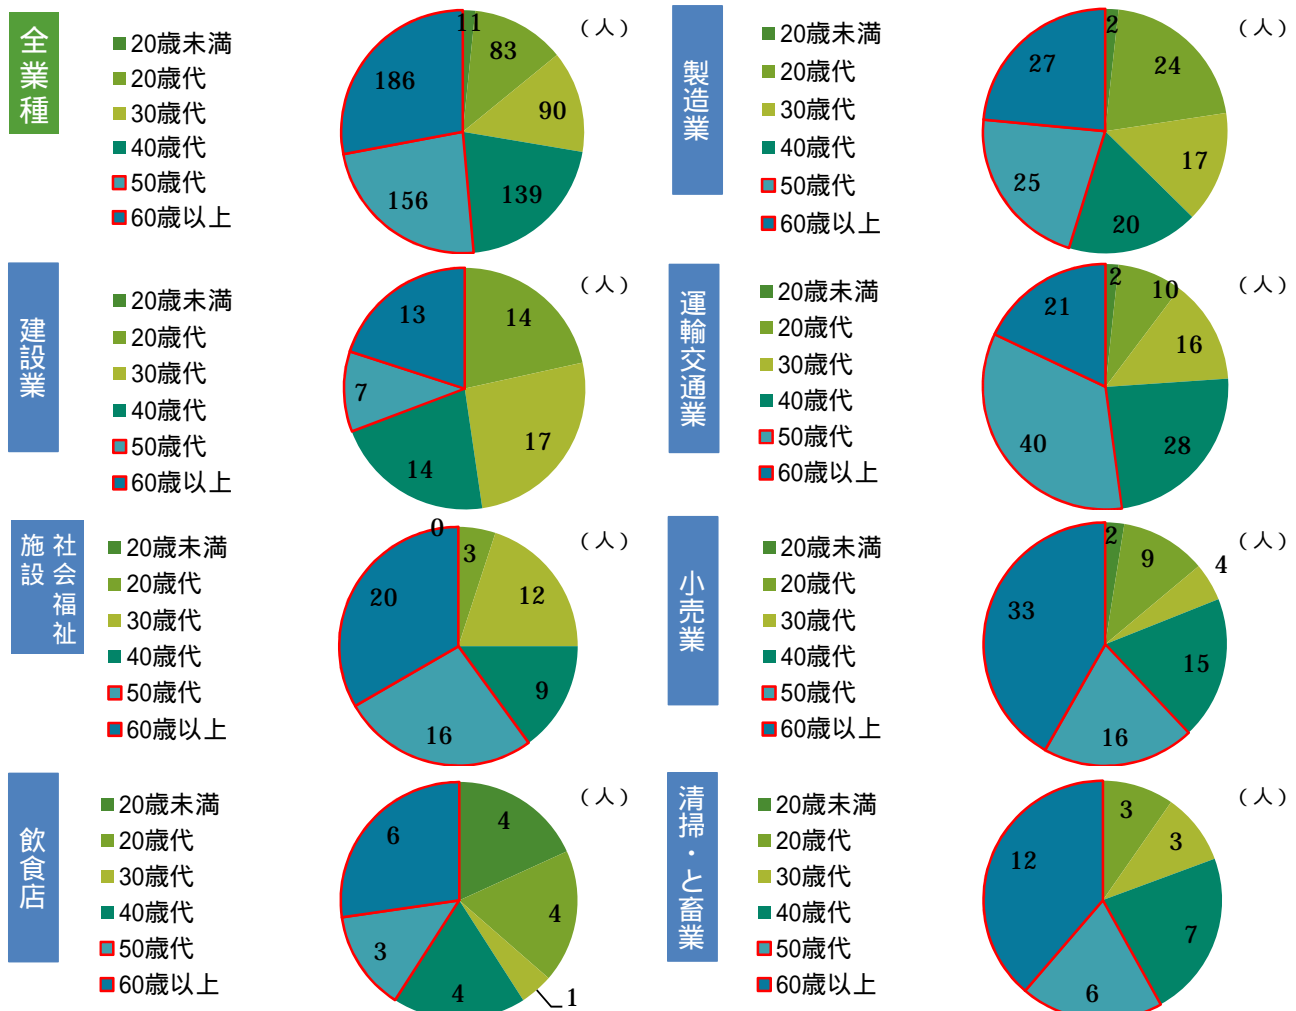 全業種
20歳未満
20歳代
30歳代
40歳代
50歳代
60歳以上
（人）
11
83
90
139
156
186
製造業
20歳未満
20歳代
30歳代
40歳代
50歳代
60歳以上
（人）
2
24
17
20
25
27
建設業
20歳未満
20歳代
30歳代
40歳代
50歳代
60歳以上
（人）
14
17
14
7
13
運輸交通業
20歳未満
20歳代
30歳代
40歳代
50歳代
60歳以上
（人）
2
10
16
28
40
21
社会福祉
施設
20歳未満
20歳代
30歳代
40歳代
50歳代
60歳以上
（人）
0
3
12
9
16
20
小売業
20歳未満
20歳代
30歳代
40歳代
50歳代
60歳以上
（人）
2
9
4
15
16
33
飲食店
20歳未満
20歳代
30歳代
40歳代
50歳代
60歳以上
（人）
4
4
1
4
3
6
清掃・と畜業
20歳未満
20歳代
30歳代
40歳代
50歳代
60歳以上
（人）
3
3
7
6
12